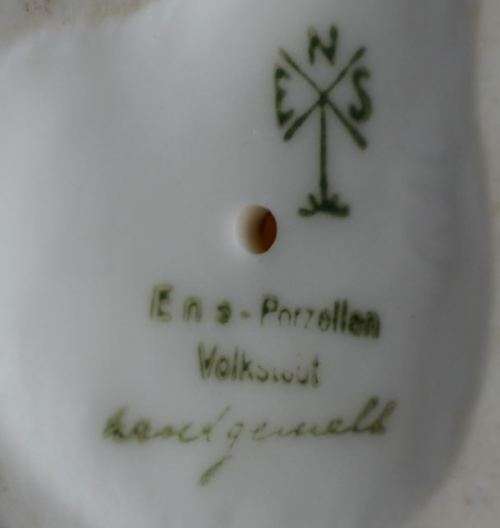 N
E S
Ens-Porzellan
Volkstedt
handgemalt